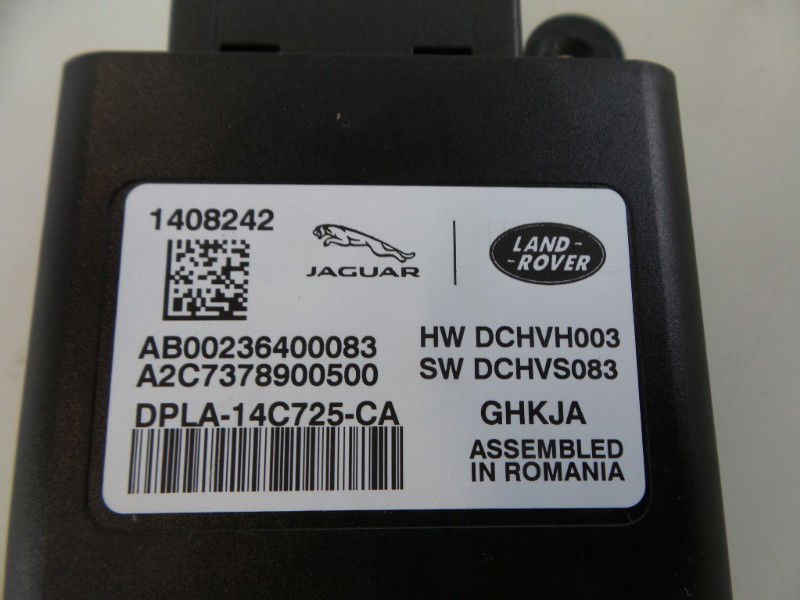 1408242
JAGUAR
LAND-
-ROVER
AB00236400083
A2C7378900500
HW DCHVH003
SW DCHVS083
DPLA-14C725-CA
GHKJA
ASSEMBLED
IN ROMANIA